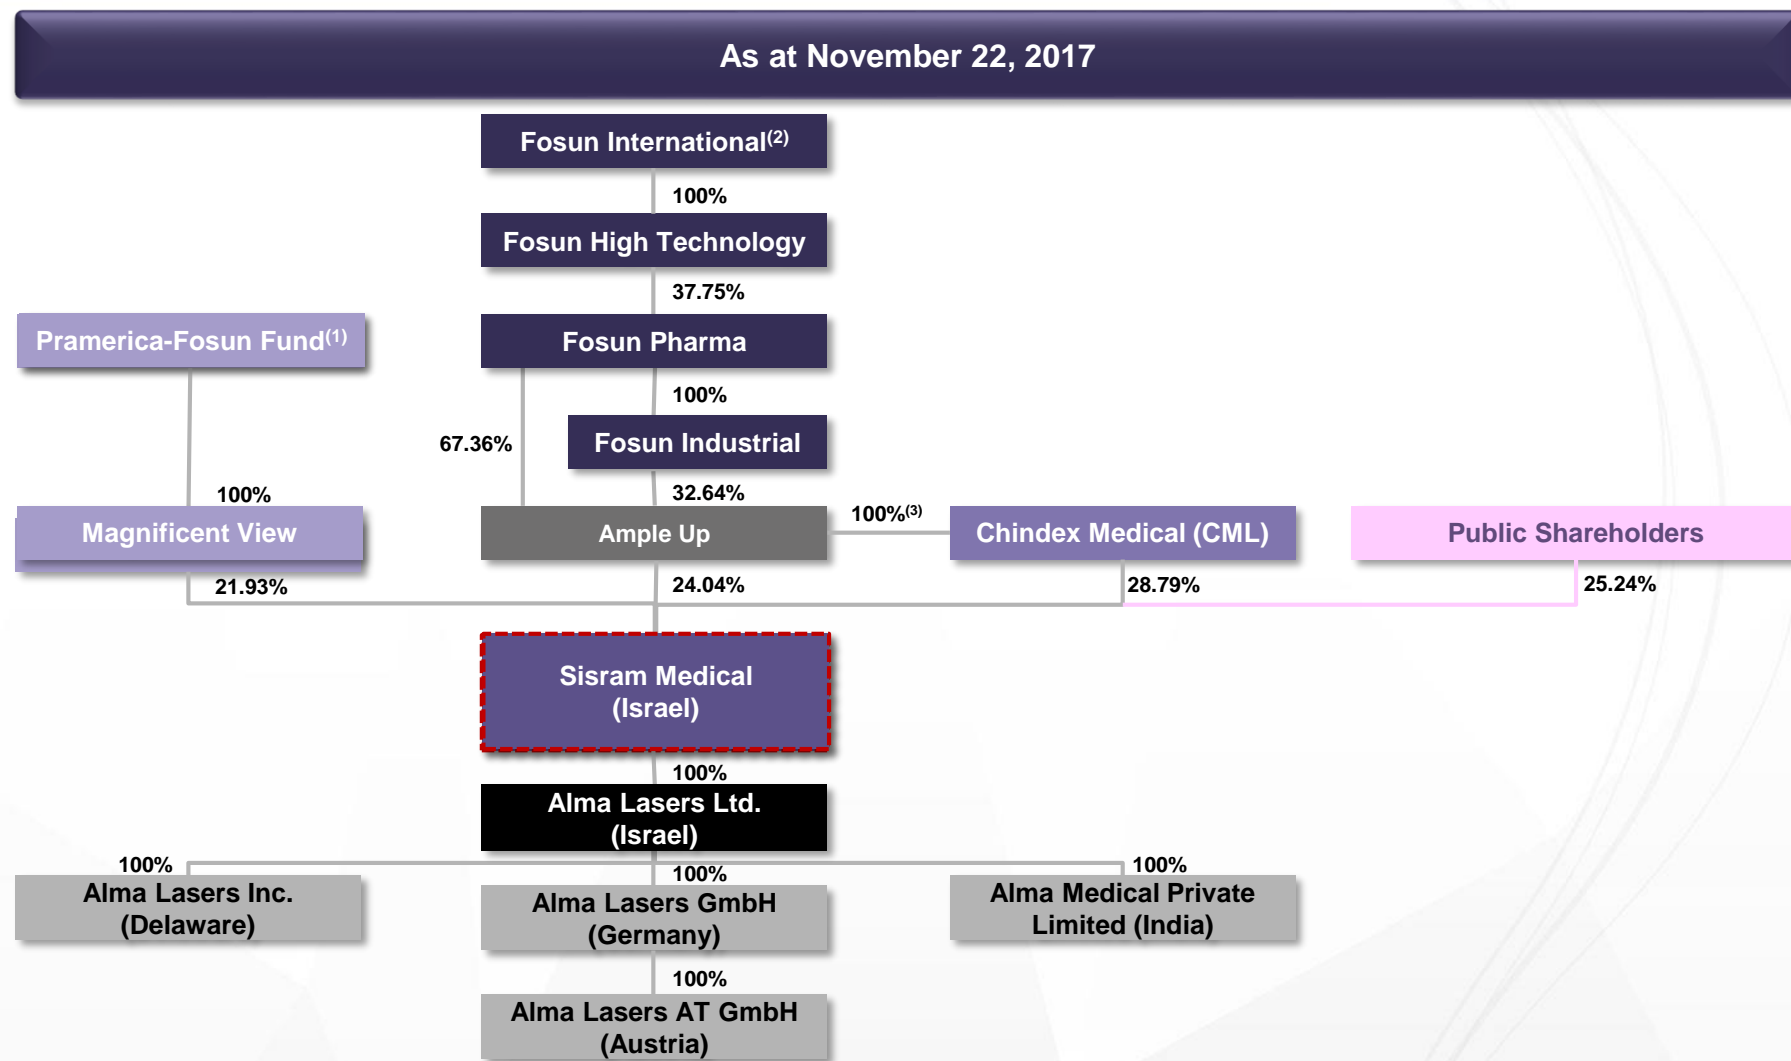 As at November 22, 2017
Fosun International(2)
100%
Fosun High Technology
37.75%
Pramerica-Fosun Fund(1)
Fosun Pharma
100%
67.36%
Fosun Industrial
100%
32.64%
100%(3)
Magnificent View
Ample Up
Chindex Medical (CML)
Public Shareholders
21.93%
24.04%
28.79%
25.24%
Sisram Medical
(Israel)
100%
Alma Lasers Ltd.
(Israel)
100%
100%
100%
Alma Lasers Inc.
(Delaware)
Alma Lasers GmbH
(Germany)
Alma Medical Private
Limited (India)
100%
Alma Lasers AT GmbH
(Austria)